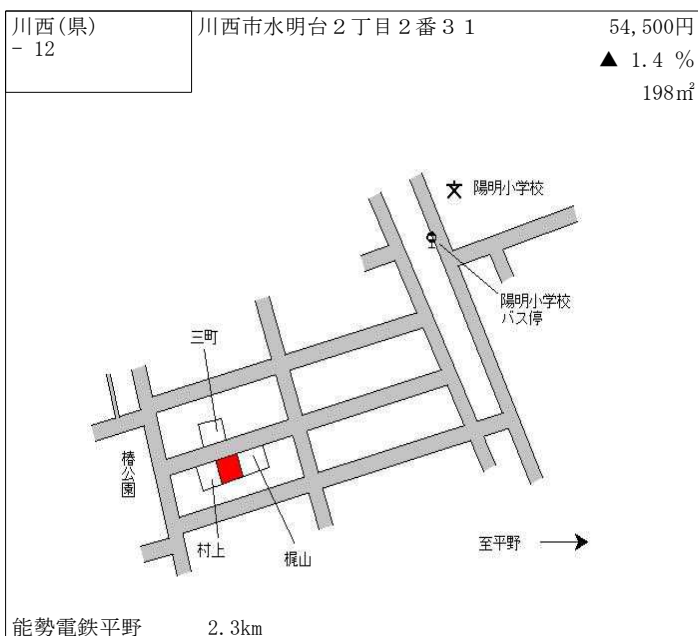 川西(県)
- 12
川西市水明台２丁目２番３１
54,500円
▲ 1.4 %
198㎡
陽明小学校
陽明小学校
バス停
三町
椿公園
村上
梶山
至平野
能勢電鉄平野 2.3km